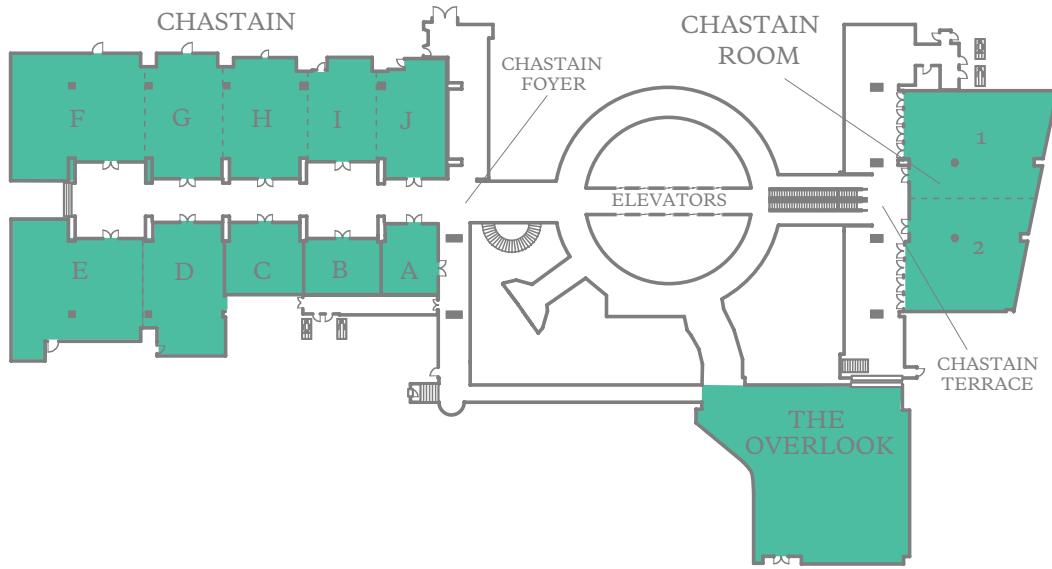 CHASTAIN
CHASTAIN
ROOM
CHASTAIN
FOYER
F
G
H
I
J
1
ELEVATORS
E
D
C
B
A
2
CHASTAIN
TERRACE
THE
OVERLOOK